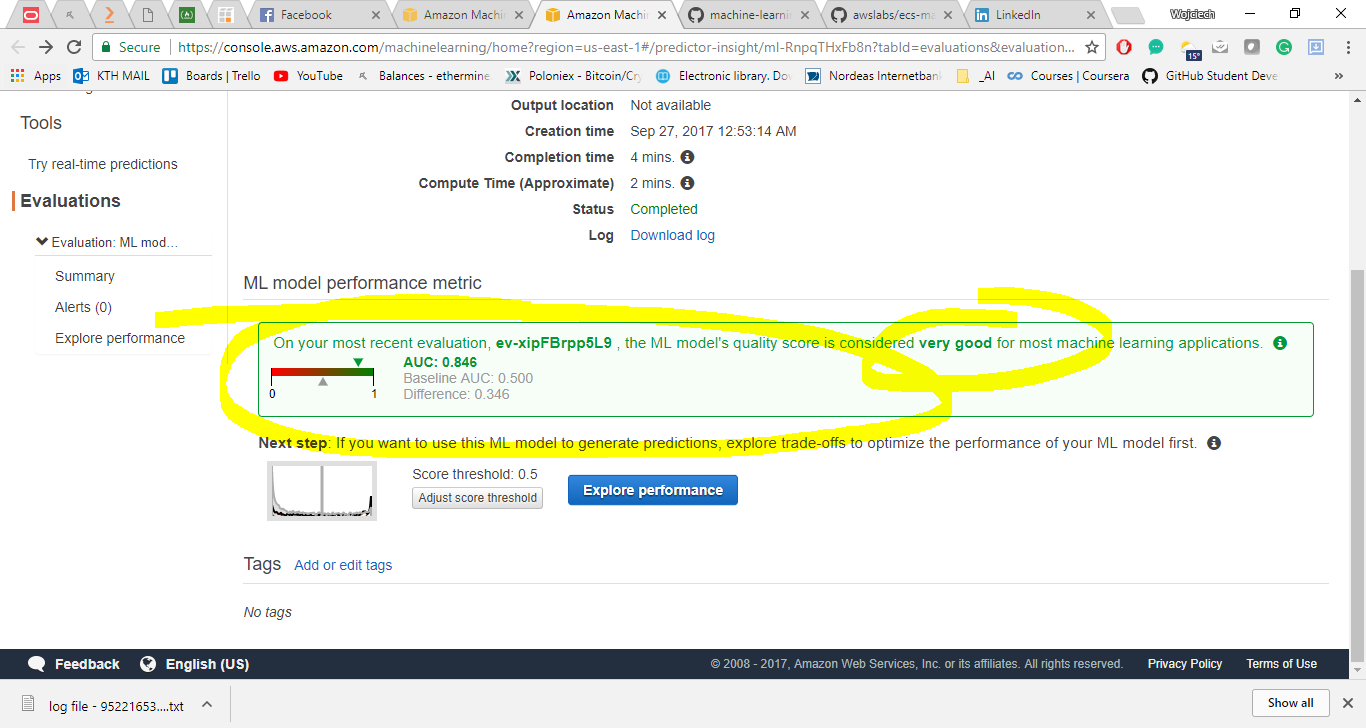 Facebook
Amazon Machi
Amazon Machi
machine-learni
awslabs/ecs-ma
LinkedIn
Wojciech
Secure
https://console.aws.amazon.com/machinelearning/home?region=us-east-1#/predictor-insight/ml-RnpqTHxFb8n?tabId=evaluations&evaluation...
15°
Apps
KTH MAIL
Boards | Trello
YouTube
Balances - ethermine.
Poloniex - Bitcoin/Cry
Electronic library. Dov
Nordeas Internetbank
_AI
Courses | Coursera
GitHub Student Deve
»
Output location Not available
Tools
Creation time Sep 27, 2017 12:53:14 AM
Try real-time predictions
Completion time 4 mins.
Compute Time (Approximate) 2 mins.
Evaluations
Status Completed
Log Download log
Evaluation: ML mod…
Summary
ML model performance metric
Alerts (0)
Explore performance
On your most recent evaluation, ev-xipFBrpp5L9 , the ML model's quality score is considered very good for most machine learning applications.
AUC: 0.846
Baseline AUC: 0.500
Difference: 0.346
0 1
Next step: If you want to use this ML model to generate predictions, explore trade-offs to optimize the performance of your ML model first.
Score threshold: 0.5
Adjust score threshold
Explore performance
Tags Add or edit tags
No tags
Feedback English (US) © 2008 - 2017, Amazon Web Services, Inc. or its affiliates. All rights reserved. Privacy Policy Terms of Use
log file - 95221653....txt
Show all